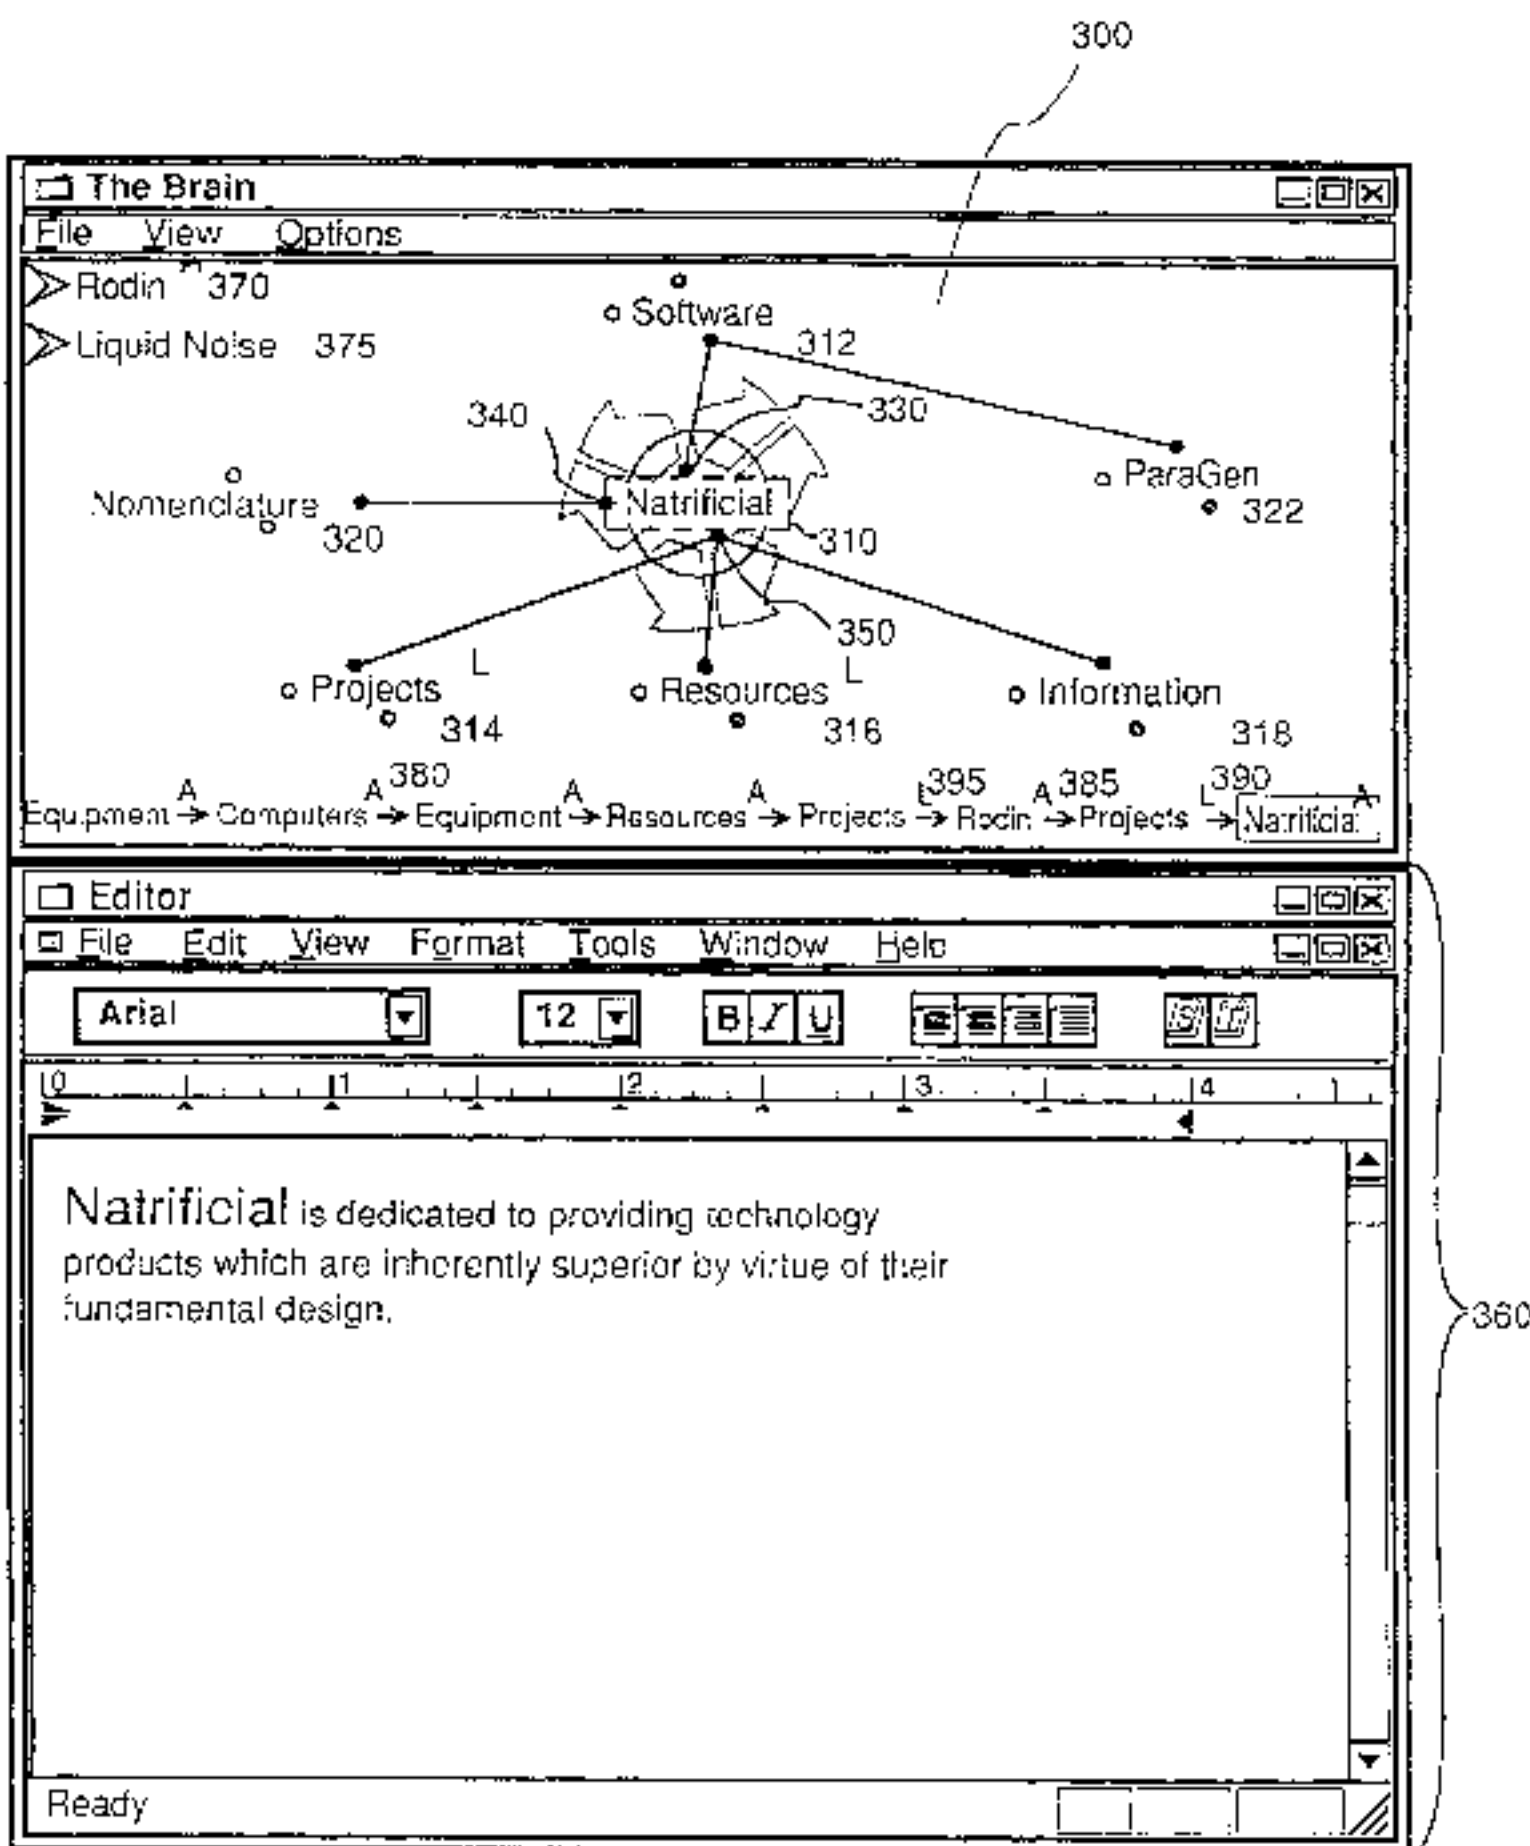 300
The Brain
File View Options
Rodin 370
Software
Liquid Noise 375
312
340
330
ParaGen
Nomenclature
Natrificial
322
320
310
350
L
L
Projects
Resources
Information
314
316
318
A A 380 A A L 395 A 385 L 390 A
Equipment Computers Equipment Resources Projects Rodin Projects Natrificial
Editor
File Edit View Format Tools Window Help
Arial 12 B I U
0 1 2 3 4
Natrificial is dedicated to providing technology
products which are inherently superior by virtue of their
fundamental design.
360
Ready